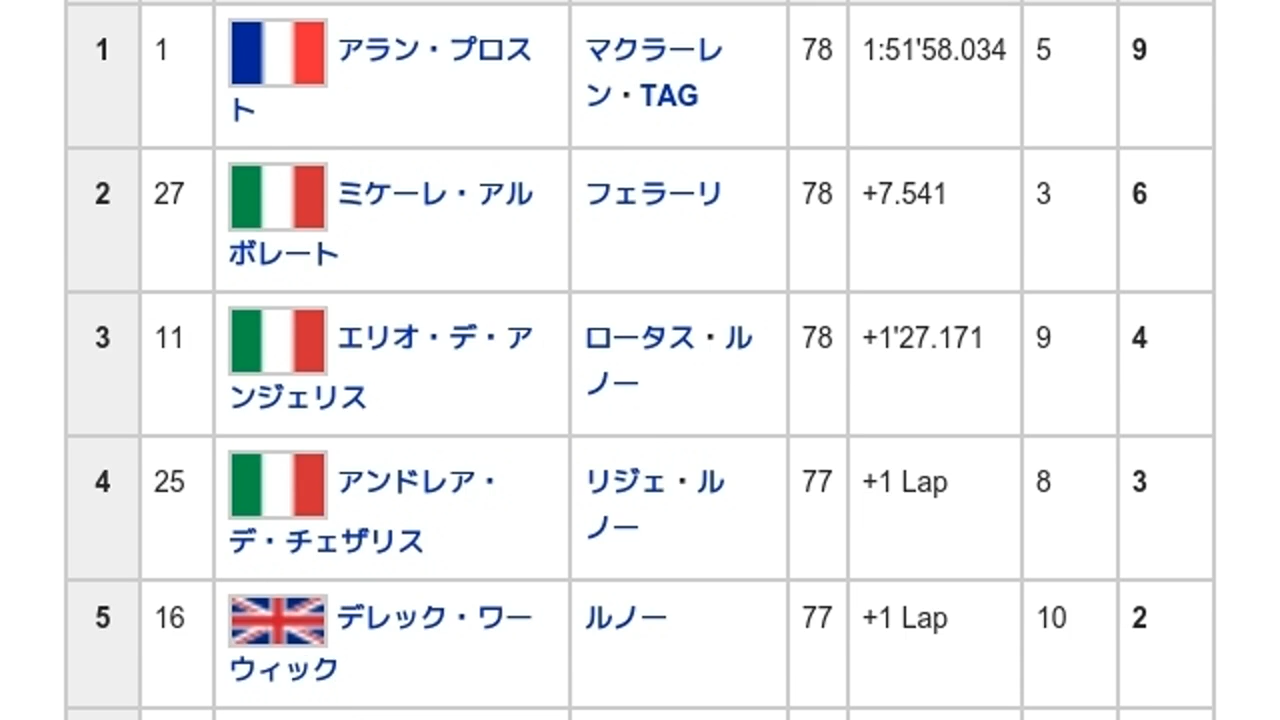 1 1 アラン・プロス マクラーレ 78 1:51'58.034 5 9
ト ン・TAG
2 27 ミケーレ・アル フェラーリ 78 +7.541 3 6
ボレート
3 11 エリオ・デ・ア ロータス・ル 78 +1'27.171 9 4
ンジェリス ノー
4 25 アンドレア・ リジェ・ル 77 +1 Lap 8 3
デ・チェザリス ノー
5 16 デレック・ワー ルノー 77 +1 Lap 10 2
ウィック